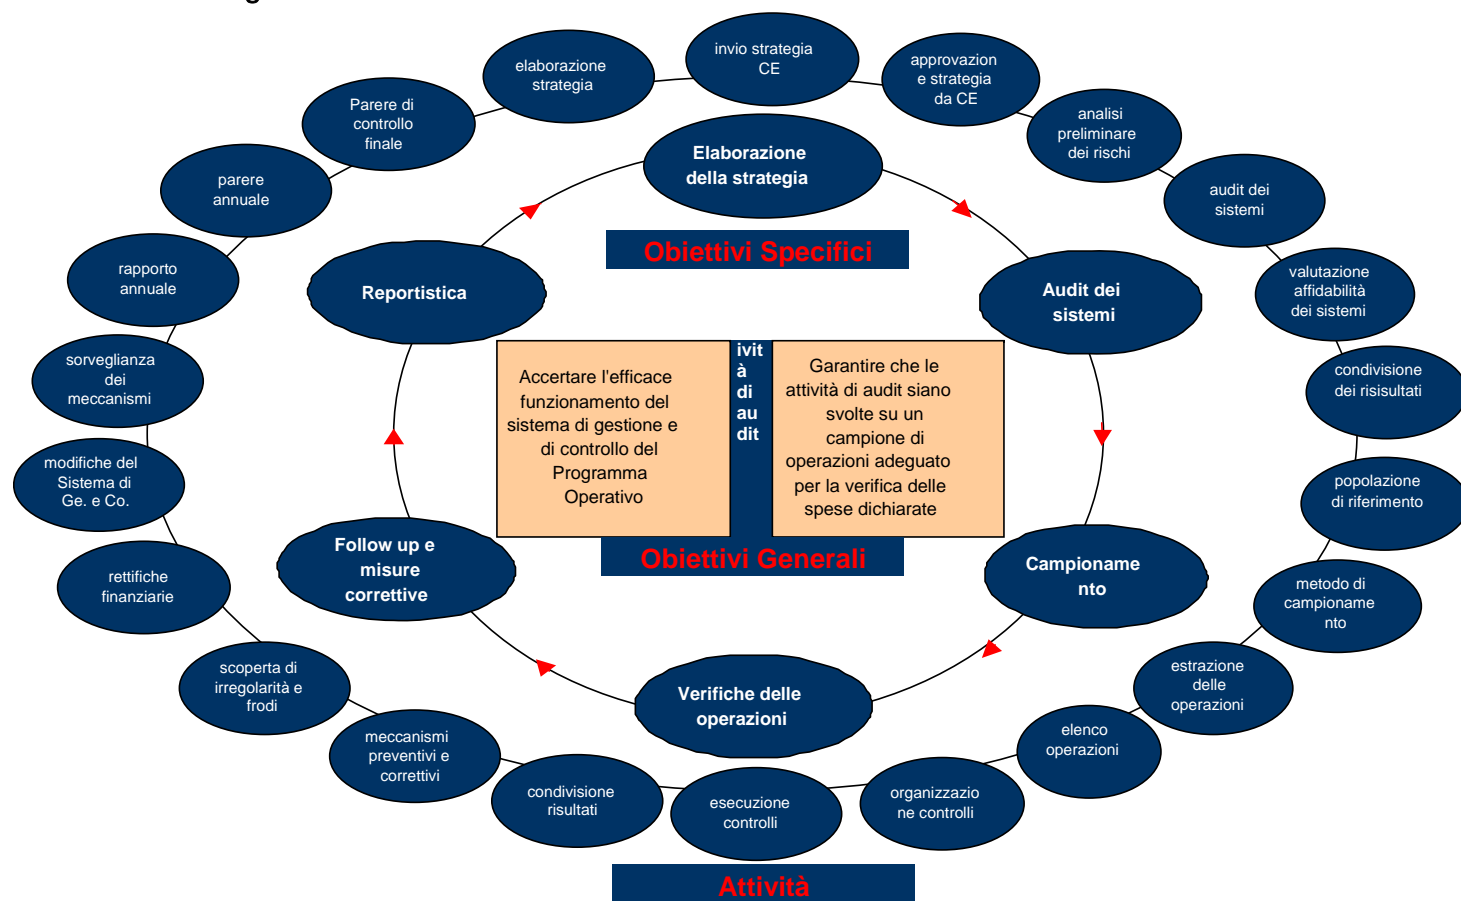 g
invio strategia
CE
elaborazione
strategia
approvazion
e strategia
da CE
Parere di
controllo
finale
analisi
preliminare
dei rischi
parere
annuale
audit dei
sistemi
rapporto
annuale
valutazione
affidabilità
dei sistemi
sorveglianza
dei
meccanismi
condivisione
dei risisultati
modifiche del
Sistema di
Ge. e Co.
popolazione
di riferimento
rettifiche
finanziarie
metodo di
campioname
nto
scoperta di
irregolarità e
frodi
estrazione
delle
operazioni
meccanismi
preventivi e
correttivi
elenco
operazioni
condivisione
risultati
esecuzione
controlli
organizzazio
ne controlli
Elaborazione
della strategia
Obiettivi Specifici
Reportistica
Audit dei
sistemi
Accertare l'efficace
funzionamento del
sistema di gestione e
di controllo del
Programma
Operativo
ivit
à
di
au
dit
Garantire che le
attività di audit siano
svolte su un
campione di
operazioni adeguato
per la verifica delle
spese dichiarate
Follow up e
misure
correttive
Obiettivi Generali
Campioname
nto
Verifiche delle
operazioni
Attività